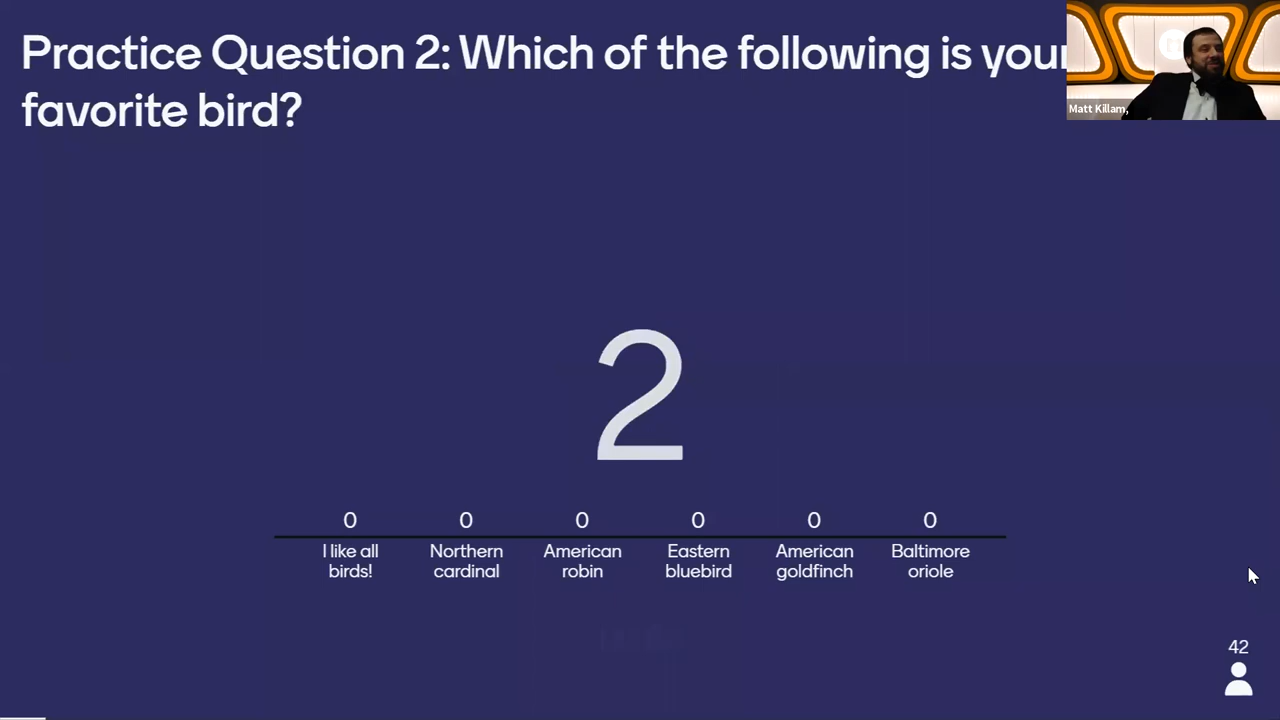 Practice Question 2: Which of the following is your
favorite bird?
Matt Killam,
2
0 0 0 0 0 0
I like all birds!
Northern cardinal
American robin
Eastern bluebird
American goldfinch
Baltimore oriole
42